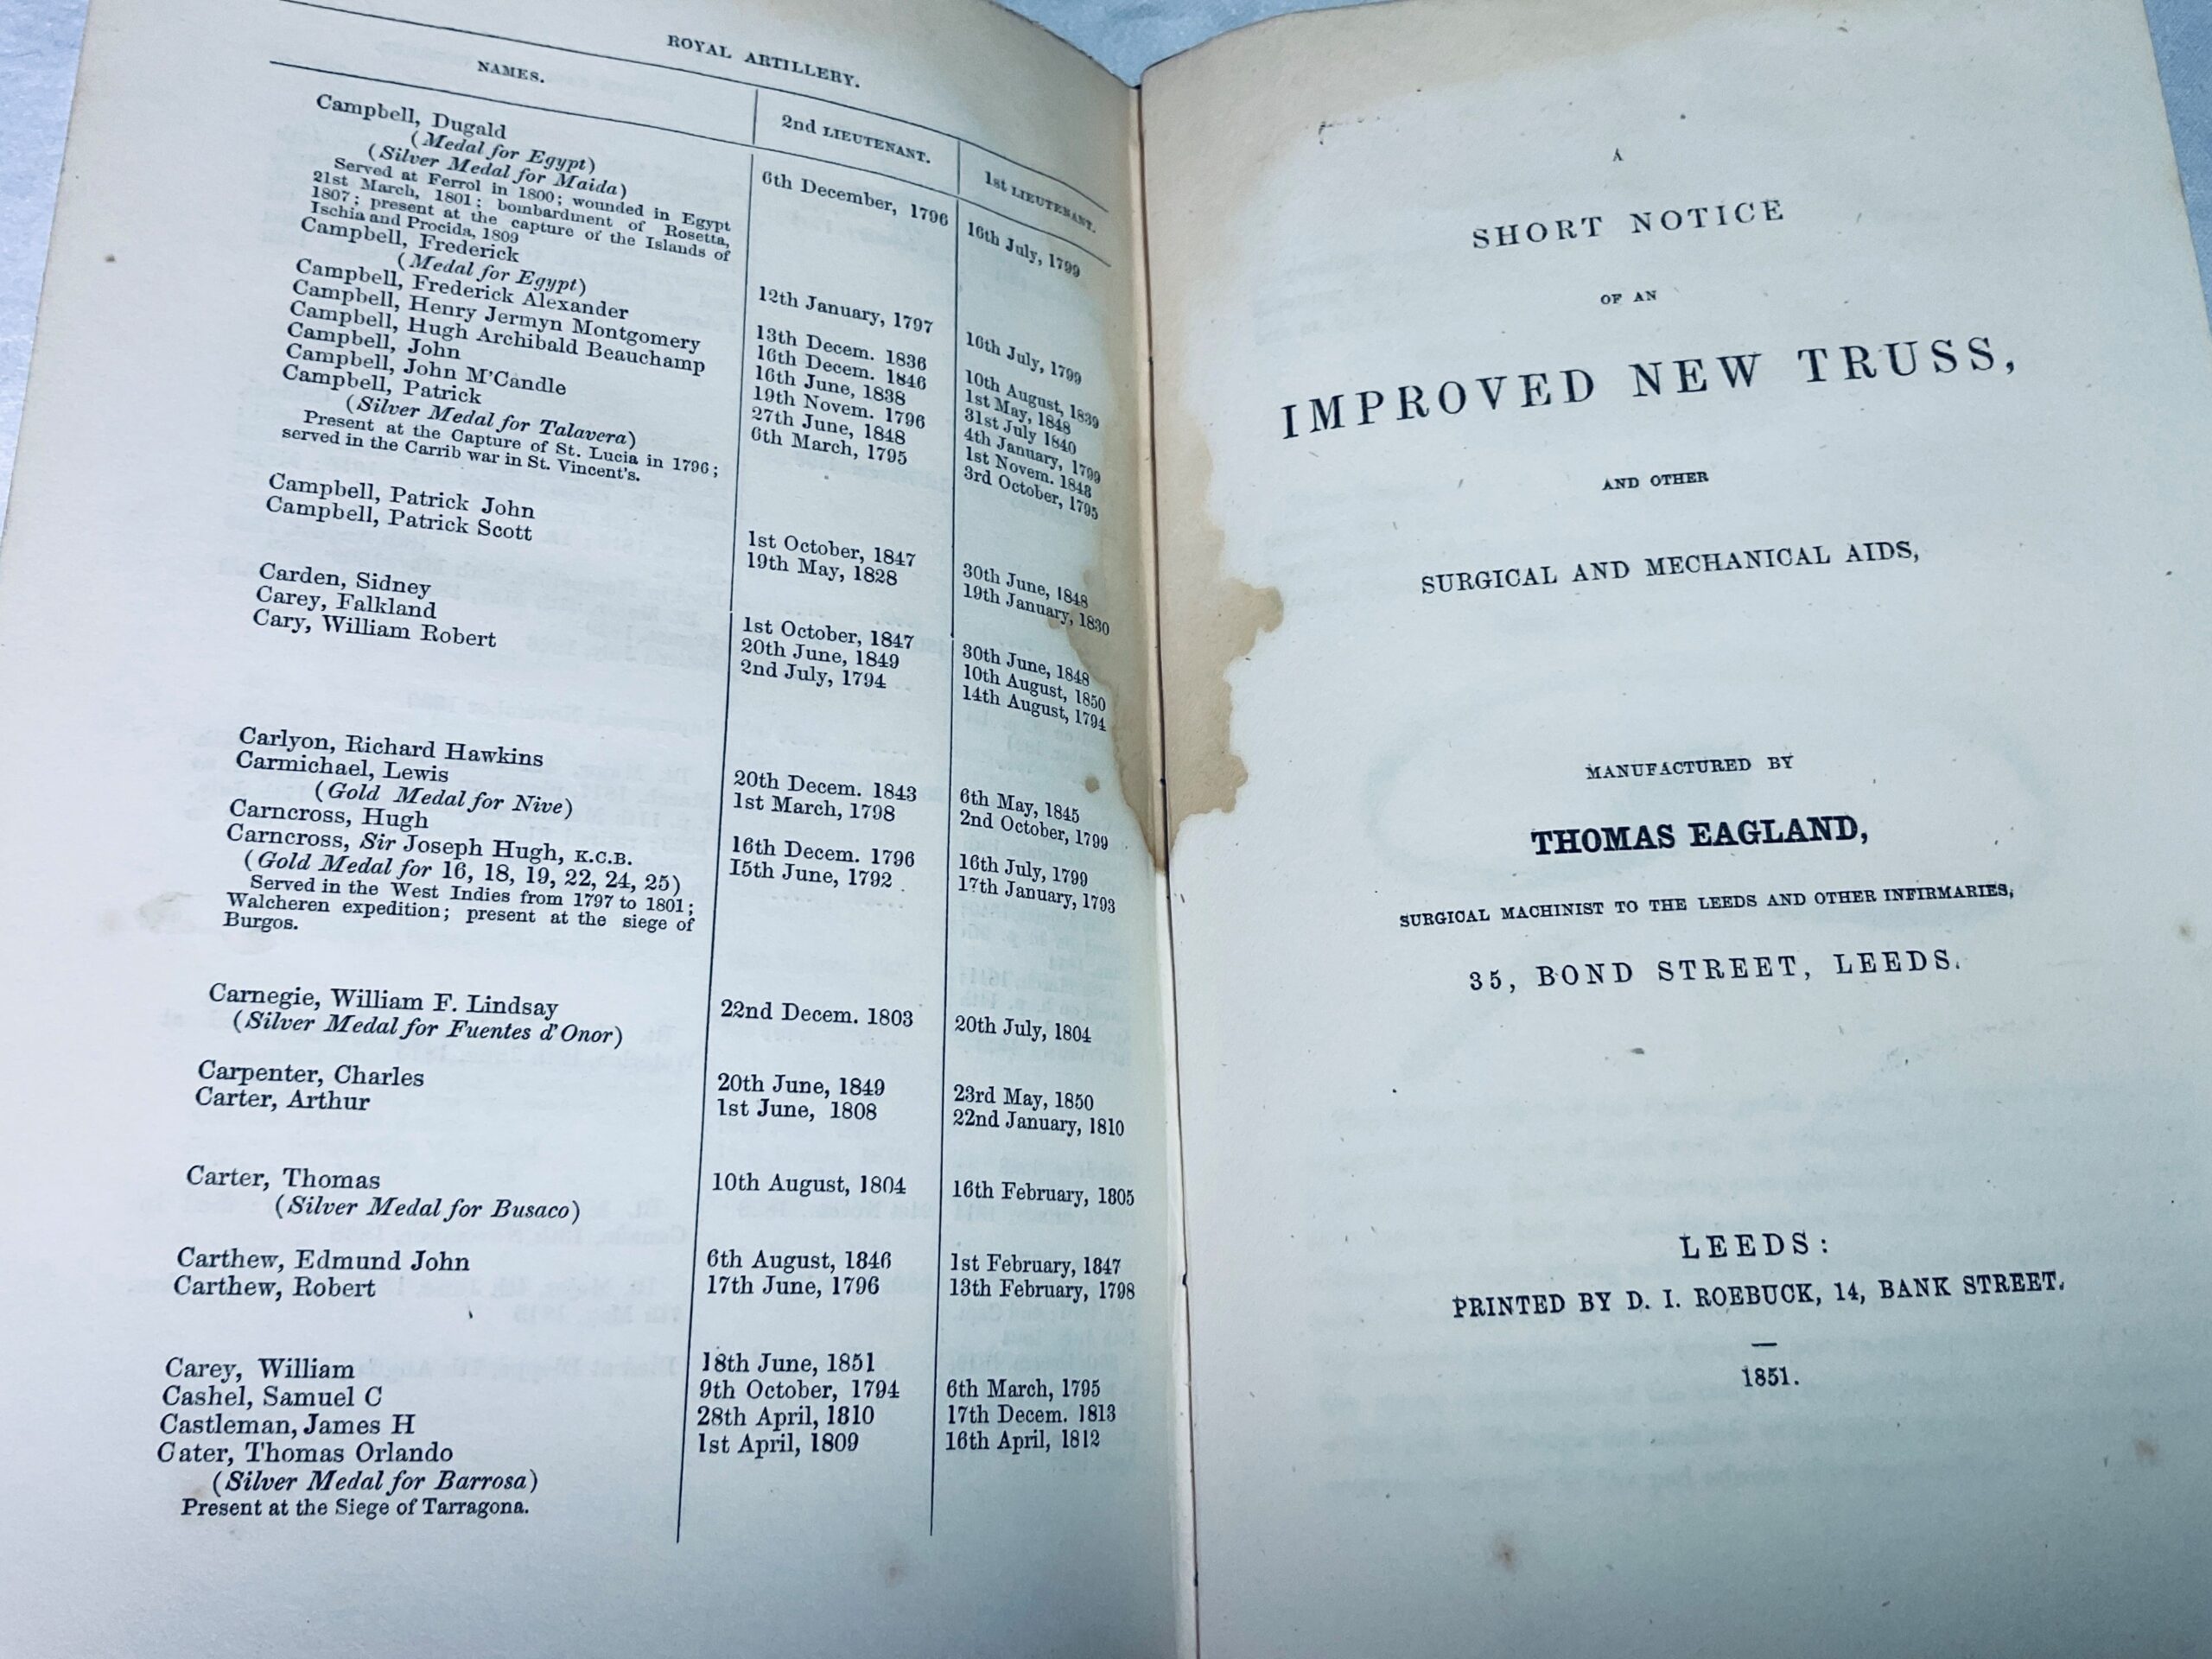 ROYAL ARTILLERY.
NAMES. 2nd LIEUTENANT. 1st LIEUTENANT.
Campbell, Dugald 6th December, 1796 16th July, 1799
(Medal for Egypt)
(Silver Medal for Maida)
Served at Ferrol in 1800; wounded in Egypt
21st March, 1801; bombardment of Rosetta,
1807; present at the capture of the Islands of
Ischia and Procida, 1809
Campbell, Frederick 12th January, 1797 16th July, 1799
(Medal for Egypt)
Campbell, Frederick Alexander 13th Decem. 1836 10th August, 1839
Campbell, Henry Jermyn Montgomery 16th Decem. 1846 1st May, 1848
Campbell, Hugh Archibald Beauchamp 16th June, 1838 31st July 1840
Campbell, John 19th Novem. 1796 4th January, 1799
Campbell, John M'Candle 27th June, 1848 1st Novem. 1848
Campbell, Patrick 6th March, 1795 3rd October, 1795
(Silver Medal for Talavera)
Present at the Capture of St. Lucia in 1796;
served in the Carrib war in St. Vincent's.
Campbell, Patrick John 1st October, 1847 30th June, 1848
Campbell, Patrick Scott 19th May, 1828 19th January, 1830
Carden, Sidney 1st October, 1847 30th June, 1848
Carey, Falkland 20th June, 1849 10th August, 1850
Cary, William Robert 2nd July, 1794 14th August, 1794
Carlyon, Richard Hawkins 20th Decem. 1843 6th May, 1845
Carmichael, Lewis 1st March, 1798 2nd October, 1799
(Gold Medal for Nive)
Carncross, Hugh 16th Decem. 1796 16th July, 1799
Carncross, Sir Joseph Hugh, K.C.B. 15th June, 1792 17th January, 1793
(Gold Medal for 16, 18, 19, 22, 24, 25)
Served in the West Indies from 1797 to 1801;
Walcheren expedition; present at the siege of
Burgos.
Carnegie, William F. Lindsay 22nd Decem. 1803 20th July, 1804
(Silver Medal for Fuentes d'Onor)
Carpenter, Charles 20th June, 1849 23rd May, 1850
Carter, Arthur 1st June, 1808 22nd January, 1810
Carter, Thomas 10th August, 1804 16th February, 1805
(Silver Medal for Busaco)
Carthew, Edmund John 6th August, 1846 1st February, 1847
Carthew, Robert 17th June, 1796 13th February, 1798
Carey, William 18th June, 1851
Cashel, Samuel C 9th October, 1794 6th March, 1795
Castleman, James H 28th April, 1810 17th Decem. 1813
Cater, Thomas Orlando 1st April, 1809 16th April, 1812
(Silver Medal for Barrosa)
Present at the Siege of Tarragona.
A
SHORT NOTICE
OF AN
IMPROVED NEW TRUSS,
AND OTHER
SURGICAL AND MECHANICAL AIDS,
MANUFACTURED BY
THOMAS EAGLAND,
SURGICAL MACHINIST TO THE LEEDS AND OTHER INFIRMARIES,
35, BOND STREET, LEEDS.
LEEDS:
PRINTED BY D. I. ROEBUCK, 14, BANK STREET.
1851.